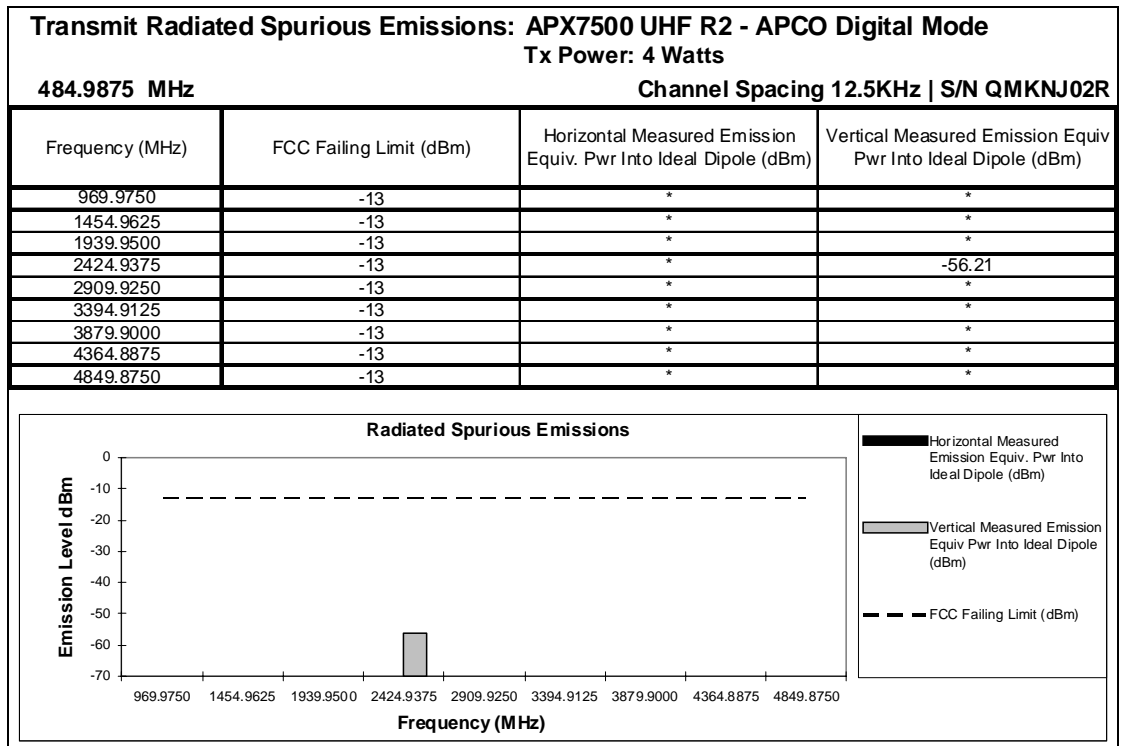 Transmit Radiated Spurious Emissions: APX7500 UHF R2 - APCO Digital Mode
Tx Power: 4 Watts
484.9875 MHz Channel Spacing 12.5KHz | S/N QMKNJ02R
Frequency (MHz) FCC Failing Limit (dBm) Horizontal Measured Emission Equiv. Pwr Into Ideal Dipole (dBm) Vertical Measured Emission Equiv Pwr Into Ideal Dipole (dBm)
969.9750 -13 * *
1454.9625 -13 * *
1939.9500 -13 * *
2424.9375 -13 * -56.21
2909.9250 -13 * *
3394.9125 -13 * *
3879.9000 -13 * *
4364.8875 -13 * *
4849.8750 -13 * *
Radiated Spurious Emissions
Emission Level dBm
0
-10
-20
-30
-40
-50
-60
-70
969.9750 1454.9625 1939.9500 2424.9375 2909.9250 3394.9125 3879.9000 4364.8875 4849.8750
Frequency (MHz)
Horizontal Measured
Emission Equiv. Pwr Into
Ideal Dipole (dBm)
Vertical Measured Emission
Equiv Pwr Into Ideal Dipole
(dBm)
FCC Failing Limit (dBm)